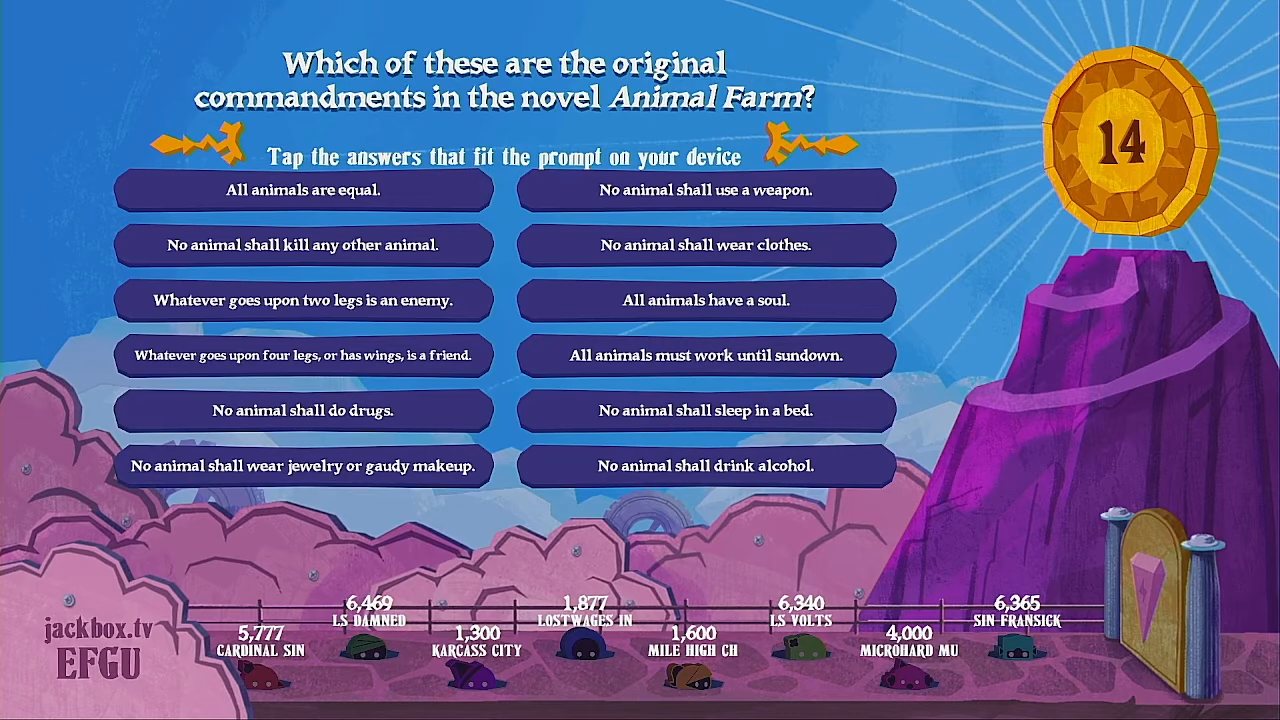 Which of these are the original
commandments in the novel Animal Farm?
Tap the answers that fit the prompt on your device
All animals are equal.
No animal shall use a weapon.
No animal shall kill any other animal.
No animal shall wear clothes.
Whatever goes upon two legs is an enemy.
All animals have a soul.
Whatever goes upon four legs, or has wings, is a friend.
All animals must work until sundown.
No animal shall do drugs.
No animal shall sleep in a bed.
No animal shall wear jewelry or gaudy makeup.
No animal shall drink alcohol.
14
jackbox.tv
EFGU
5,777
CARDINAL SIN
6,469
LS DAMNED
1,300
KARCASS CITY
1,877
LOSTWAGES IN
1,600
MILE HIGH CH
6,340
LS VOLTS
4,000
MICROHARD MU
6,365
SIN FRANSICK